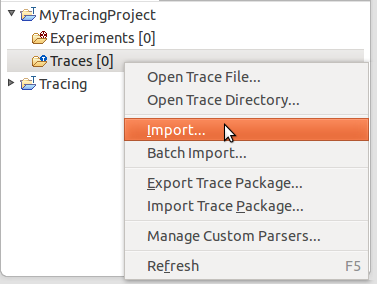 MyTracingProject
Experiments [0]
Traces [0]
Tracing
Open Trace File...
Open Trace Directory...
Import...
Batch Import...
Export Trace Package...
Import Trace Package...
Manage Custom Parsers...
Refresh F5